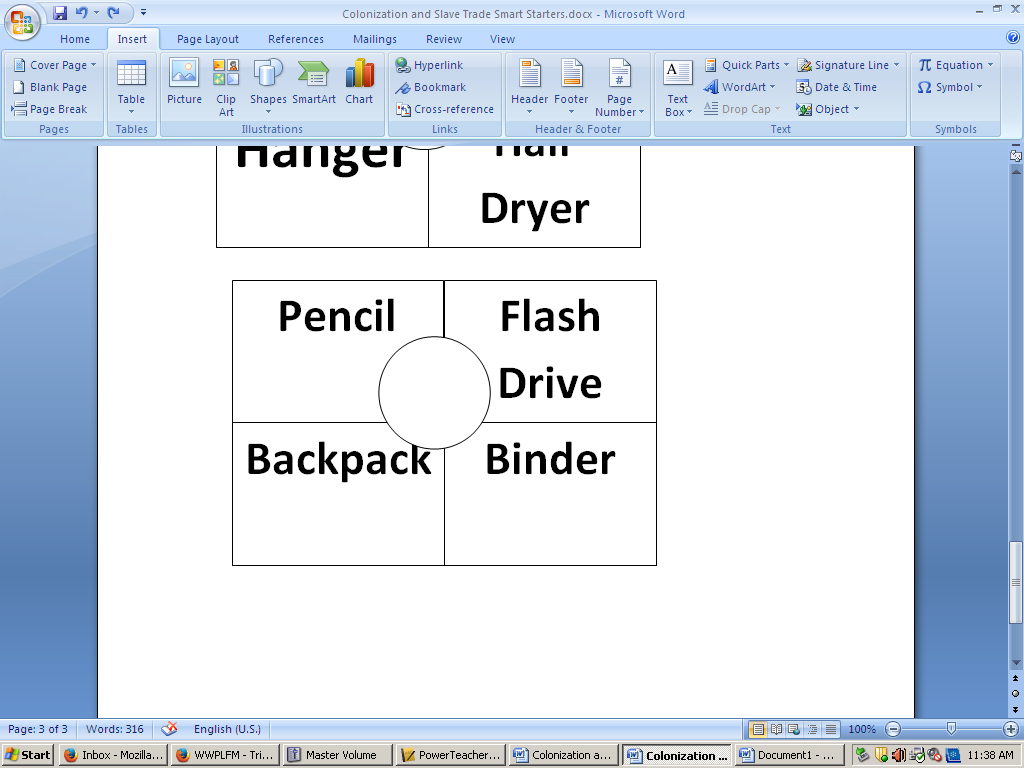 Colonization and Slave Trade Smart Starters.docx - Microsoft Word
Home Insert Page Layout References Mailings Review View
Cover Page
Blank Page
Page Break
Pages
Table
Tables
Picture Clip Art Shapes SmartArt Chart
Illustrations
Hyperlink
Bookmark
Cross-reference
Links
Header Footer Page Number
Header & Footer
Text Box
Quick Parts
WordArt
Drop Cap
Signature Line
Date & Time
Object
Text
π Equation
Ω Symbol
Symbols
Hanger
Hair
Dryer
Pencil
Flash
Drive
Backpack
Binder
Page: 3 of 3 Words: 316 English (U.S.) 100%
Start Inbox - Mozilla... WWPLFM - Tri... Master Volume PowerTeacher... Colonization a... Colonization ... Document1 - ... 11:38 AM